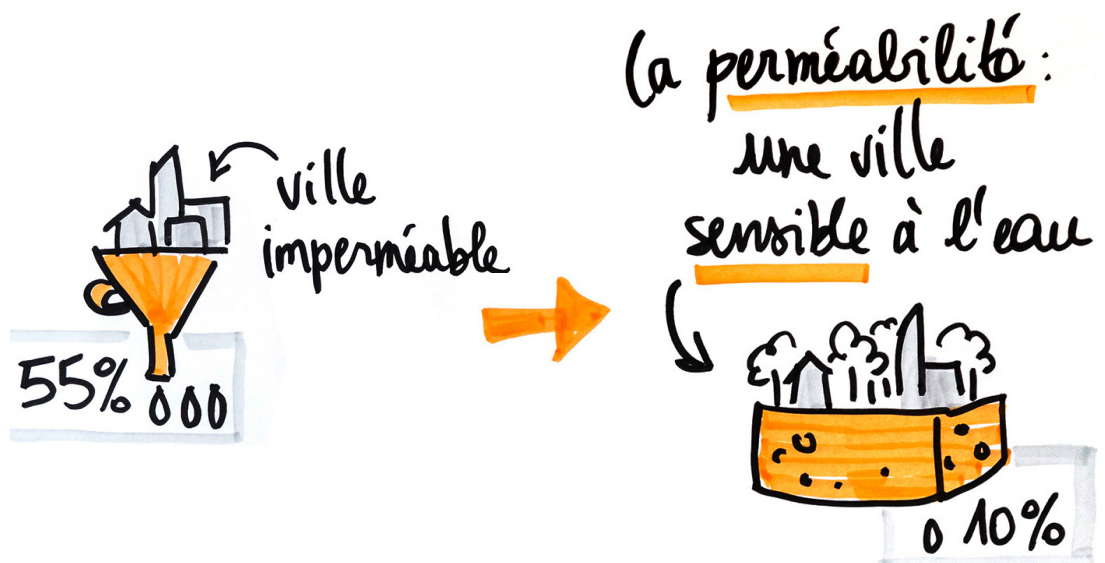 ville
imperméable
55%
la perméabilité :
une ville
sensible à l'eau
10%